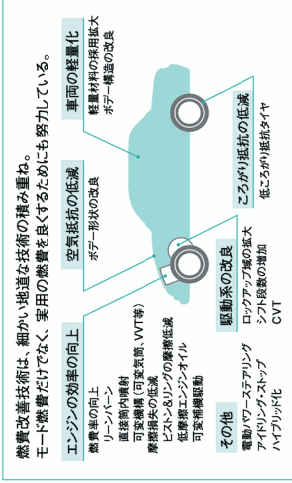 燃費改善技術は、細かい地道な技術の積み重ね。
モード燃費だけでなく、実用の燃費を良くするためにも努力している。
エンジンの効率の向上
燃費率の向上
リーンバーン
直接筒内噴射
可変機構(可変気筒、VVT等)
摩擦損失の低減
ピストン&リングの摩擦低減
低摩擦エンジンオイル
可変補機駆動
空気抵抗の低減
ボデー形状の改良
車両の軽量化
軽量材料の採用拡大
ボデー構造の改良
その他
電動パワーステアリング
アイドリング・ストップ
ハイブリッド化
駆動系の改良
ロックアップ域の拡大
シフト段数の増加
CVT
ころがり抵抗の低減
低ころがり抵抗タイヤ